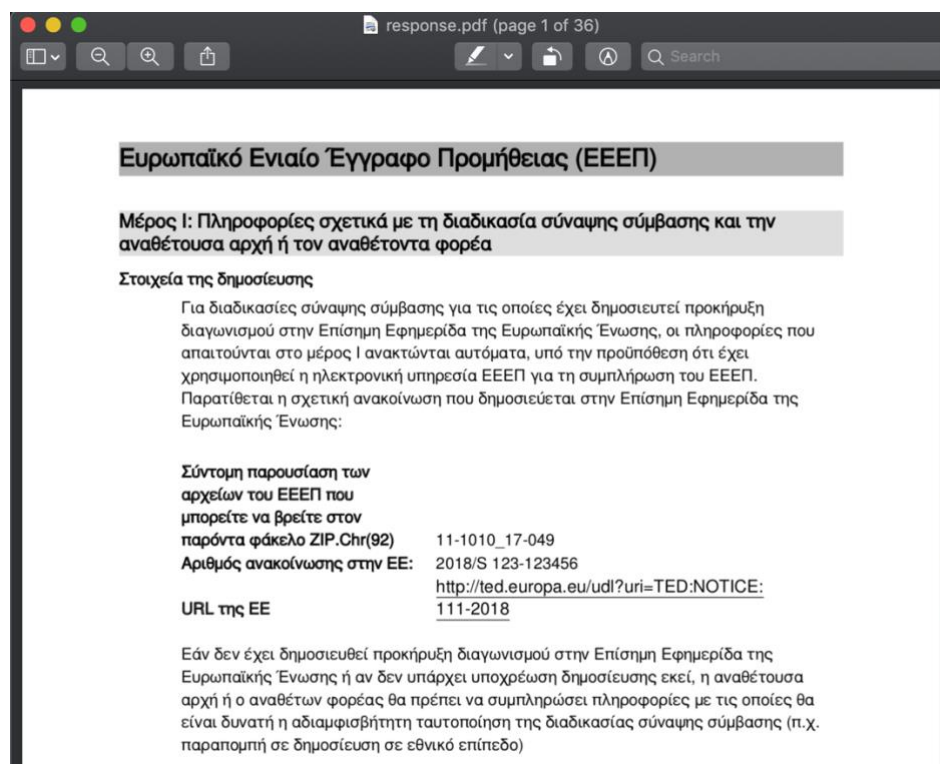 response.pdf (page 1 of 36)
Search
Ευρωπαϊκό Ενιαίο Έγγραφο Προμήθειας (ΕΕΕΠ)
Μέρος Ι: Πληροφορίες σχετικά με τη διαδικασία σύναψης σύμβασης και την
αναθέτουσα αρχή ή τον αναθέτοντα φορέα
Στοιχεία της δημοσίευσης
Για διαδικασίες σύναψης σύμβασης για τις οποίες έχει δημοσιευτεί προκήρυξη
διαγωνισμού στην Επίσημη Εφημερίδα της Ευρωπαϊκής Ένωσης, οι πληροφορίες που
απαιτούνται στο μέρος Ι ανακτώνται αυτόματα, υπό την προϋπόθεση ότι έχει
χρησιμοποιηθεί η ηλεκτρονική υπηρεσία ΕΕΕΠ για τη συμπλήρωση του ΕΕΕΠ.
Παρατίθεται η σχετική ανακοίνωση που δημοσιεύεται στην Επίσημη Εφημερίδα της
Ευρωπαϊκής Ένωσης:
Σύντομη παρουσίαση των
αρχείων του ΕΕΕΠ που
μπορείτε να βρείτε στον
παρόντα φάκελο ZIP.Chr(92) 11-1010_17-049
Αριθμός ανακοίνωσης στην ΕΕ: 2018/S 123-123456
http://ted.europa.eu/udl?uri=TED:NOTICE:
URL της ΕΕ 111-2018
Εάν δεν έχει δημοσιευθεί προκήρυξη διαγωνισμού στην Επίσημη Εφημερίδα της
Ευρωπαϊκής Ένωσης ή αν δεν υπάρχει υποχρέωση δημοσίευσης εκεί, η αναθέτουσα
αρχή ή ο αναθέτων φορέας θα πρέπει να συμπληρώσει πληροφορίες με τις οποίες θα
είναι δυνατή η αδιαμφισβήτητη ταυτοποίηση της διαδικασίας σύναψης σύμβασης (π.χ.
παραπομπή σε δημοσίευση σε εθνικό επίπεδο)